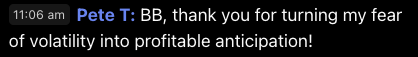 11:06 am Pete T: BB, thank you for turning my fear
of volatility into profitable anticipation!